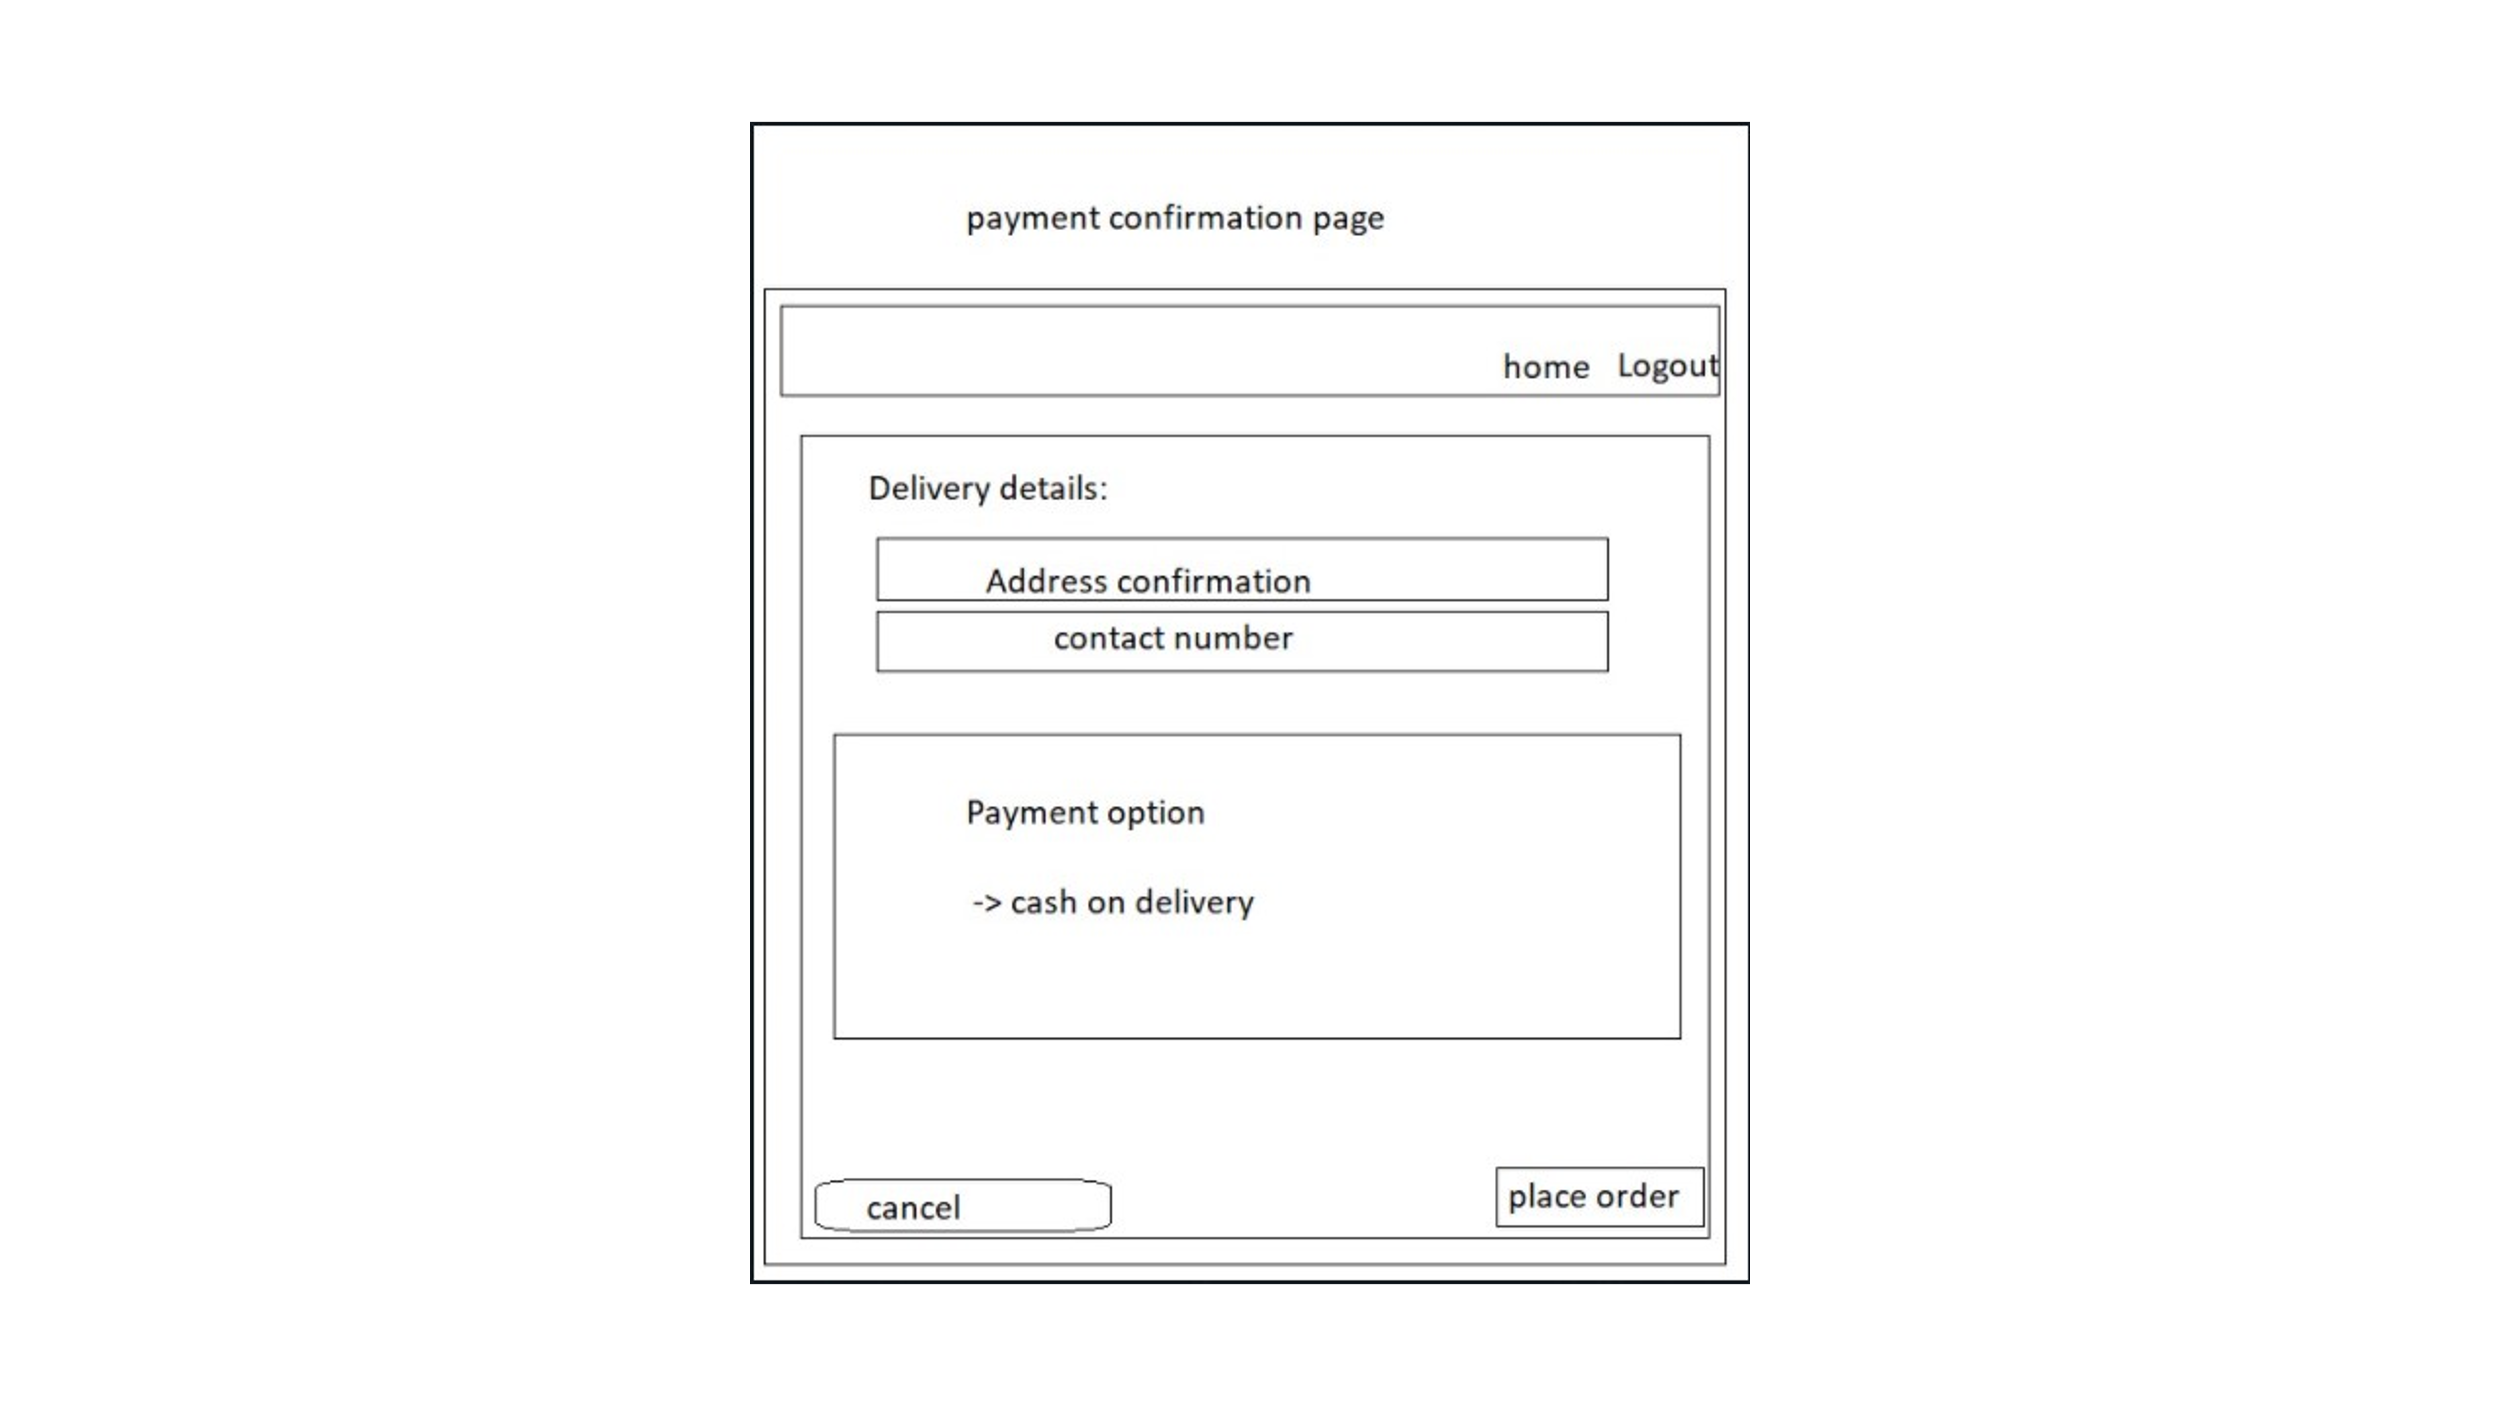 payment confirmation page
home Logout
Delivery details:
Address confirmation
contact number
Payment option
-> cash on delivery
cancel
place order